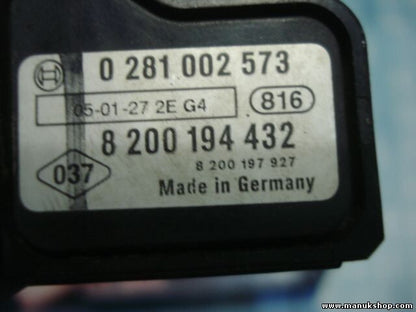 0 281 002 573
05-01-27 2E G4 816
8 200 194 432
8 200 197 927
037
Made in Germany
www.manukshop.com